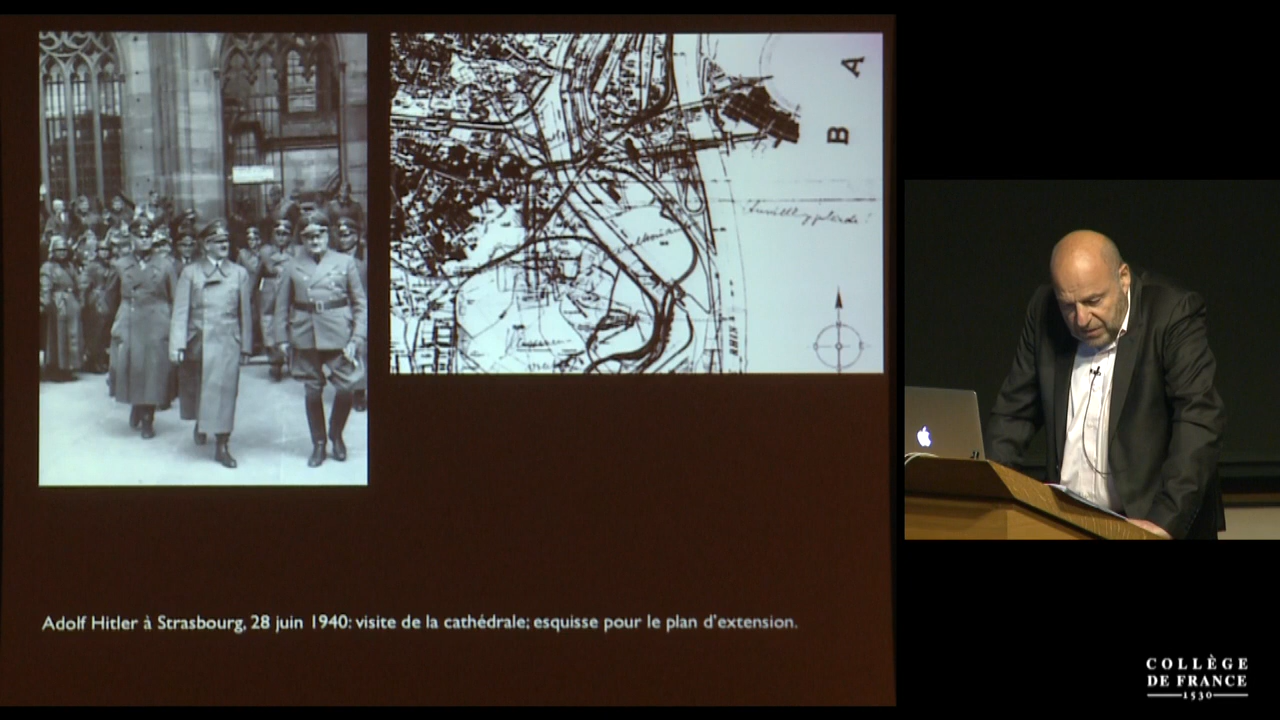 A
B
RHIN
Adolf Hitler à Strasbourg, 28 juin 1940: visite de la cathédrale; esquisse pour le plan d'extension.
COLLÈGE
DE FRANCE
1530